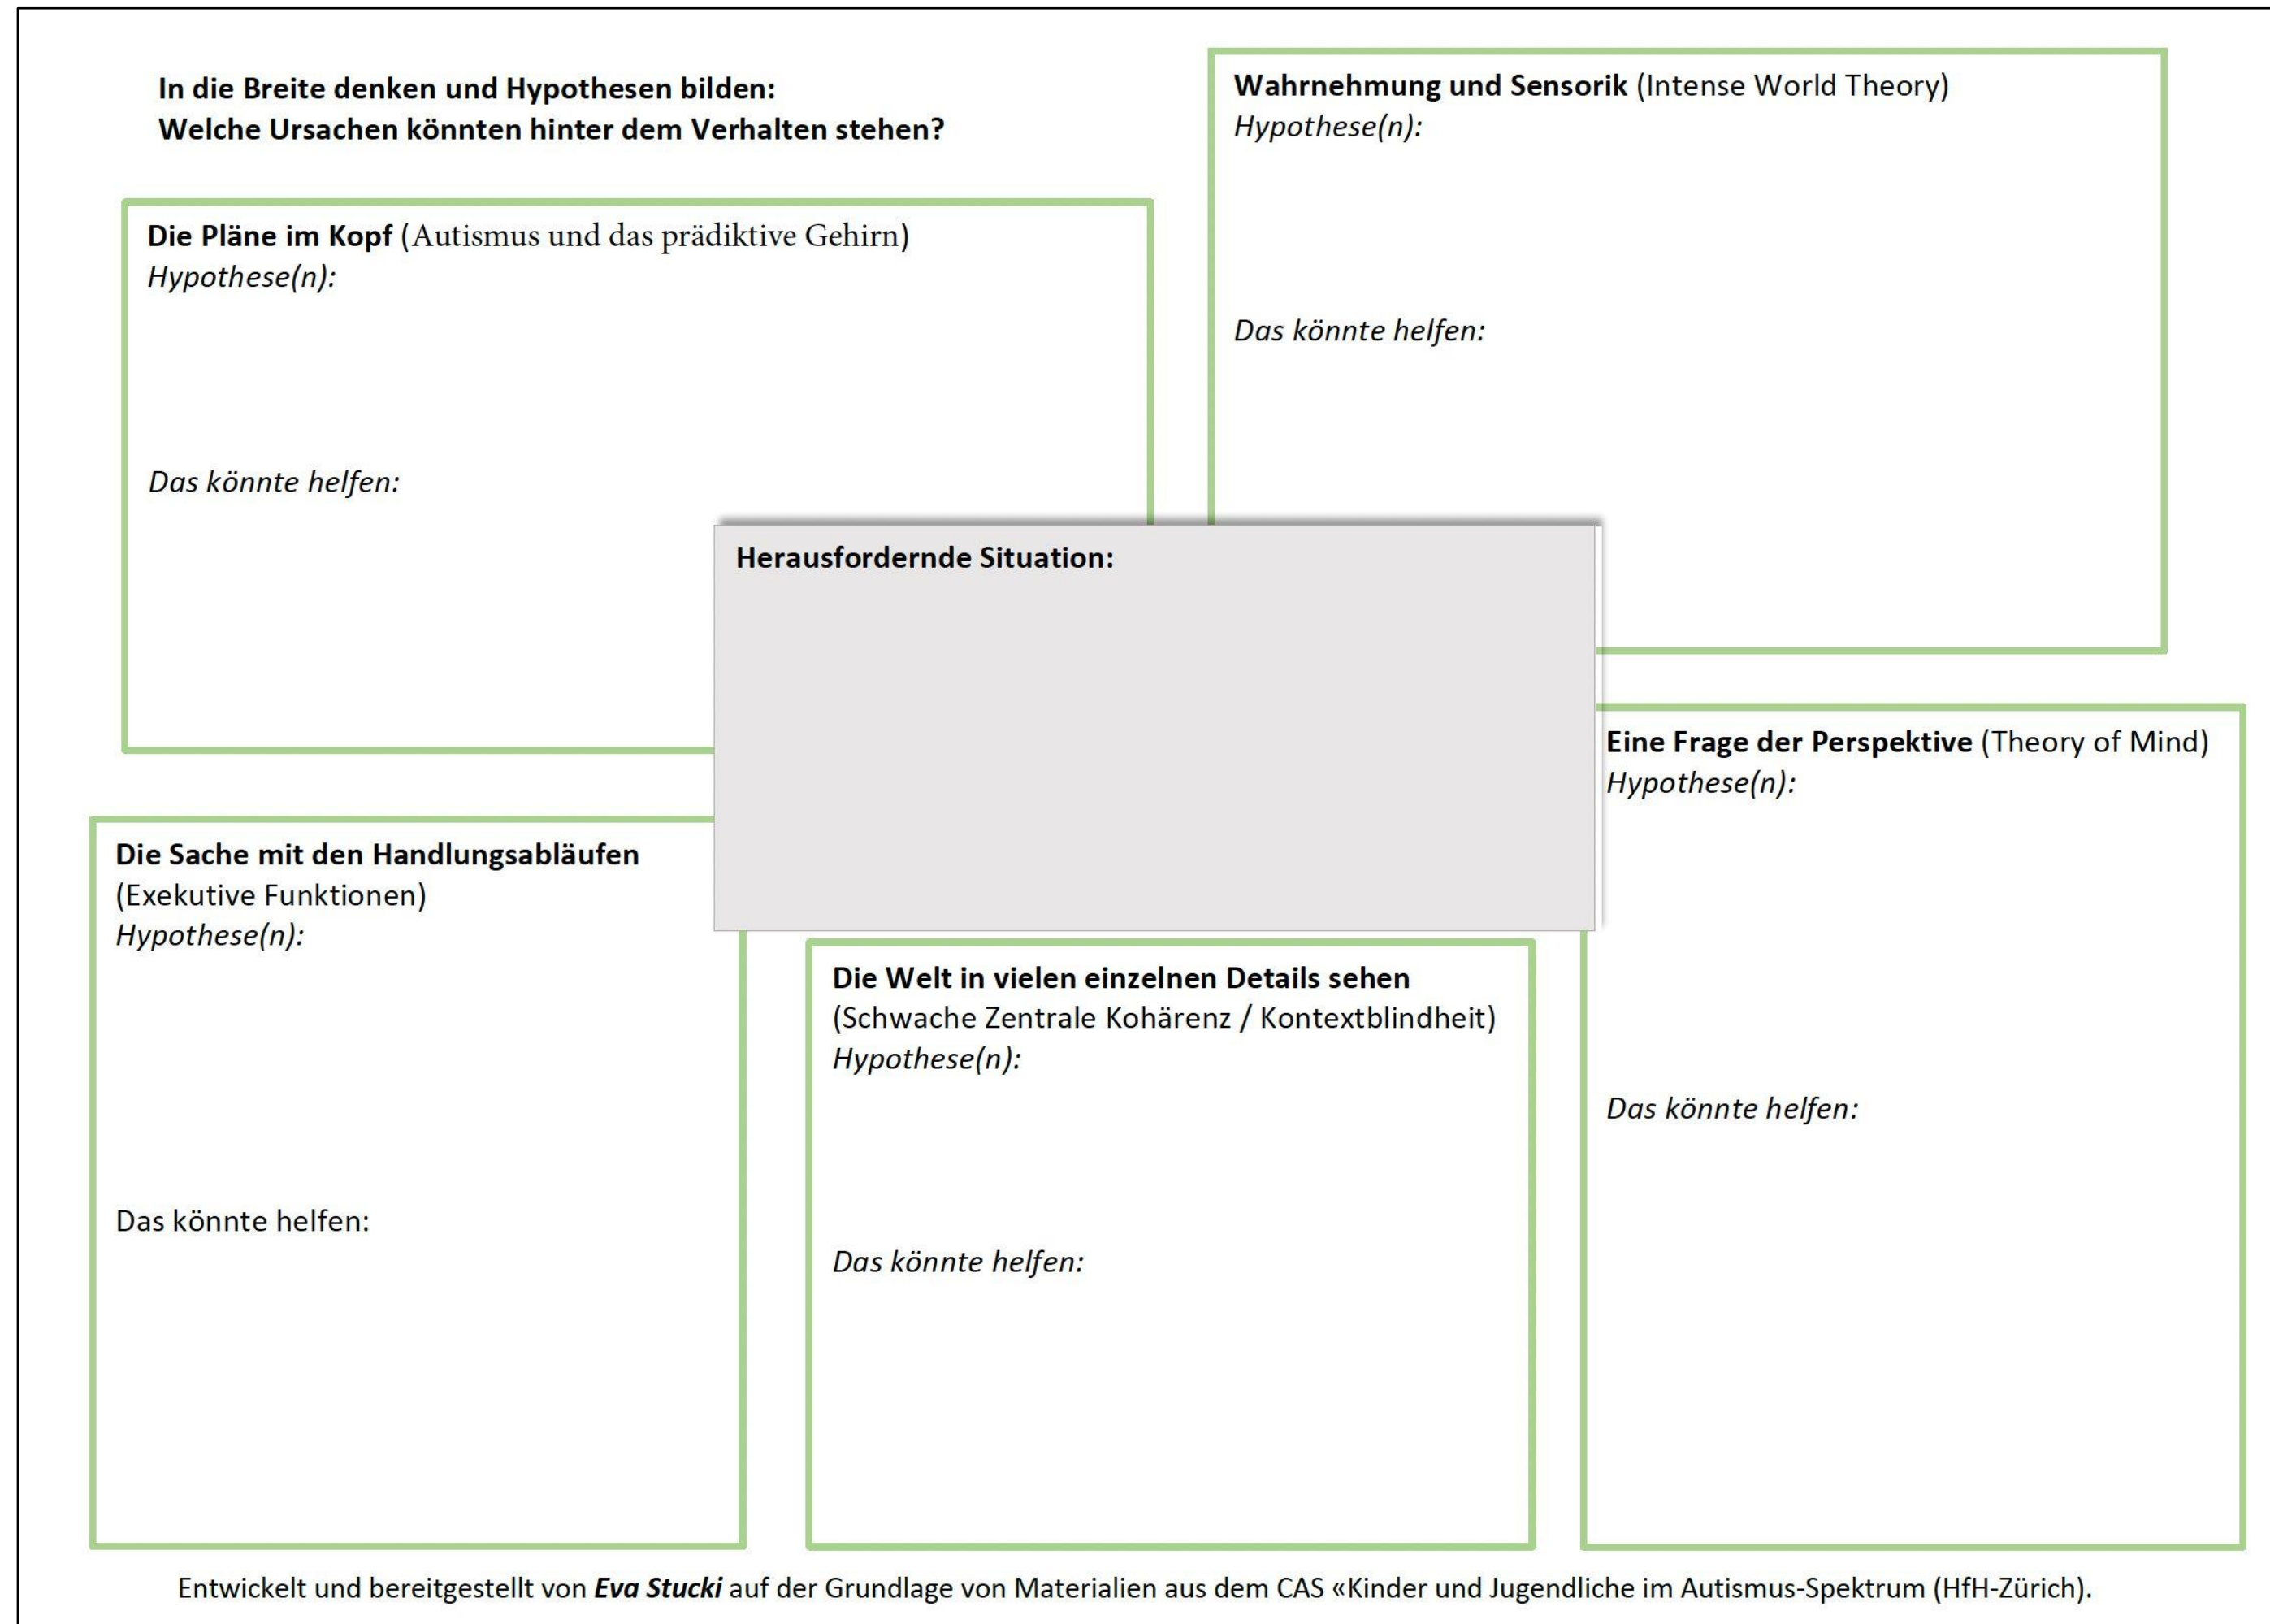 In die Breite denken und Hypothesen bilden:
Welche Ursachen könnten hinter dem Verhalten stehen?
Wahrnehmung und Sensorik (Intense World Theory)
Hypothese(n):
Das könnte helfen:
Die Pläne im Kopf (Autismus und das prädiktive Gehirn)
Hypothese(n):
Das könnte helfen:
Herausfordernde Situation:
Eine Frage der Perspektive (Theory of Mind)
Hypothese(n):
Das könnte helfen:
Die Sache mit den Handlungsabläufen
(Exekutive Funktionen)
Hypothese(n):
Das könnte helfen:
Die Welt in vielen einzelnen Details sehen
(Schwache Zentrale Kohärenz / Kontextblindheit)
Hypothese(n):
Das könnte helfen:
Entwickelt und bereitgestellt von Eva Stucki auf der Grundlage von Materialien aus dem CAS «Kinder und Jugendliche im Autismus-Spektrum (HfH-Zürich).